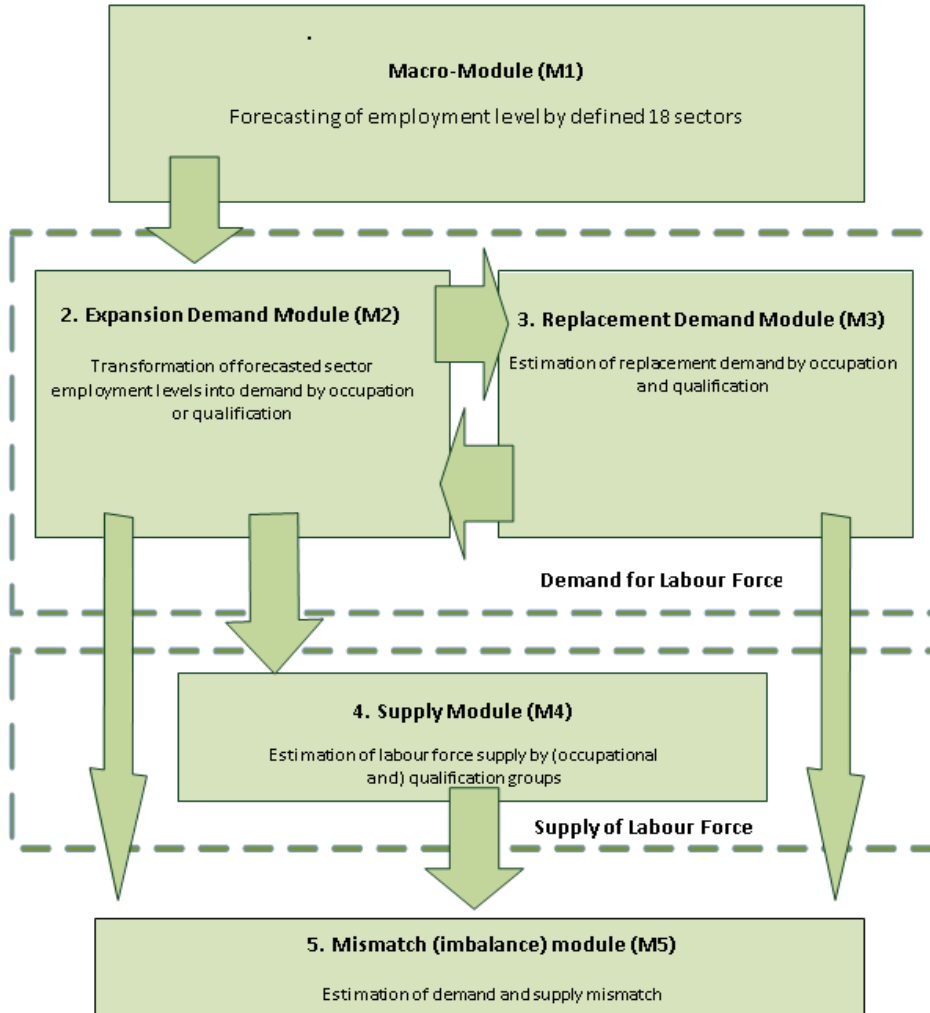 Macro-Module (M1)
Forecasting of employment level by defined 18 sectors
2. Expansion Demand Module (M2)
Transformation of forecasted sector
employment levels into demand by occupation
or qualification
3. Replacement Demand Module (M3)
Estimation of replacement demand by occupation
and qualification
Demand for Labour Force
4. Supply Module (M4)
Estimation of labour force supply by (occupational
and) qualification groups
Supply of Labour Force
5. Mismatch (imbalance) module (M5)
Estimation of demand and supply mismatch